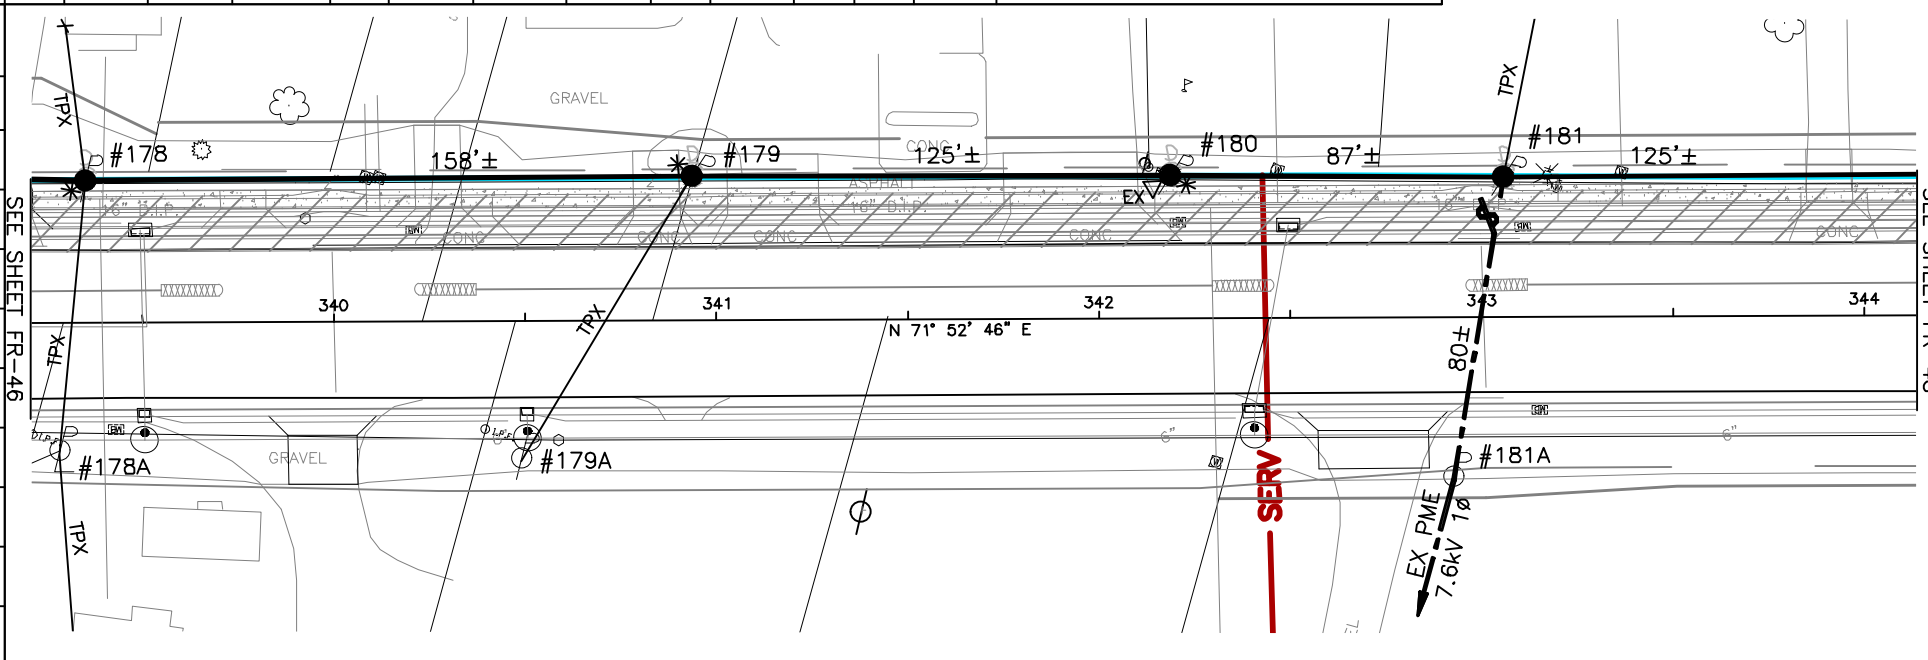 GRAVEL
TPX
TPX
#178
158'±
#179
125'±
CONC
#180
87'±
#181
125'±
ASPHALT
EX
16" D.I.P.
16" D.I.P.
CONC
CONC
CONC
CONC
CONC
SEE SHEET FR-46
340
341
342
343
344
N 71° 52' 46" E
TPX
TPX
80±
I.P.F.
6"
6"
6"
GRAVEL
#178A
#179A
#181A
SERV
TPX
EX PME
7.6kV 1ø